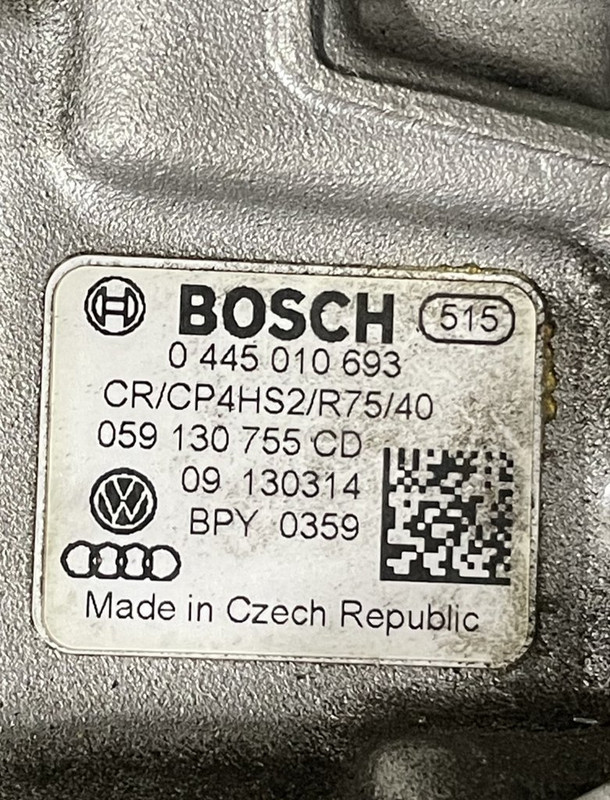 BOSCH 515
0 445 010 693
CR/CP4HS2/R75/40
059 130 755 CD
09 130314
BPY 0359
Made in Czech Republic